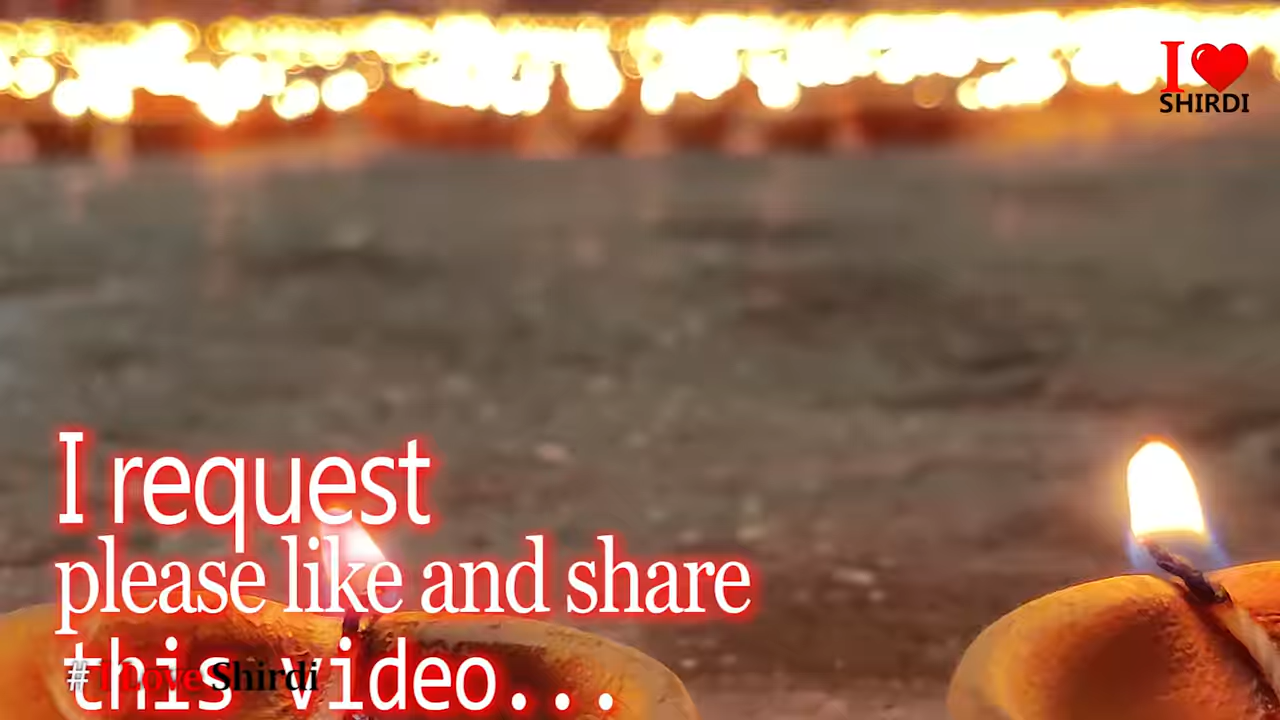 I❤
SHIRDI
I request
please like and share
this video...
# I Love Shirdi